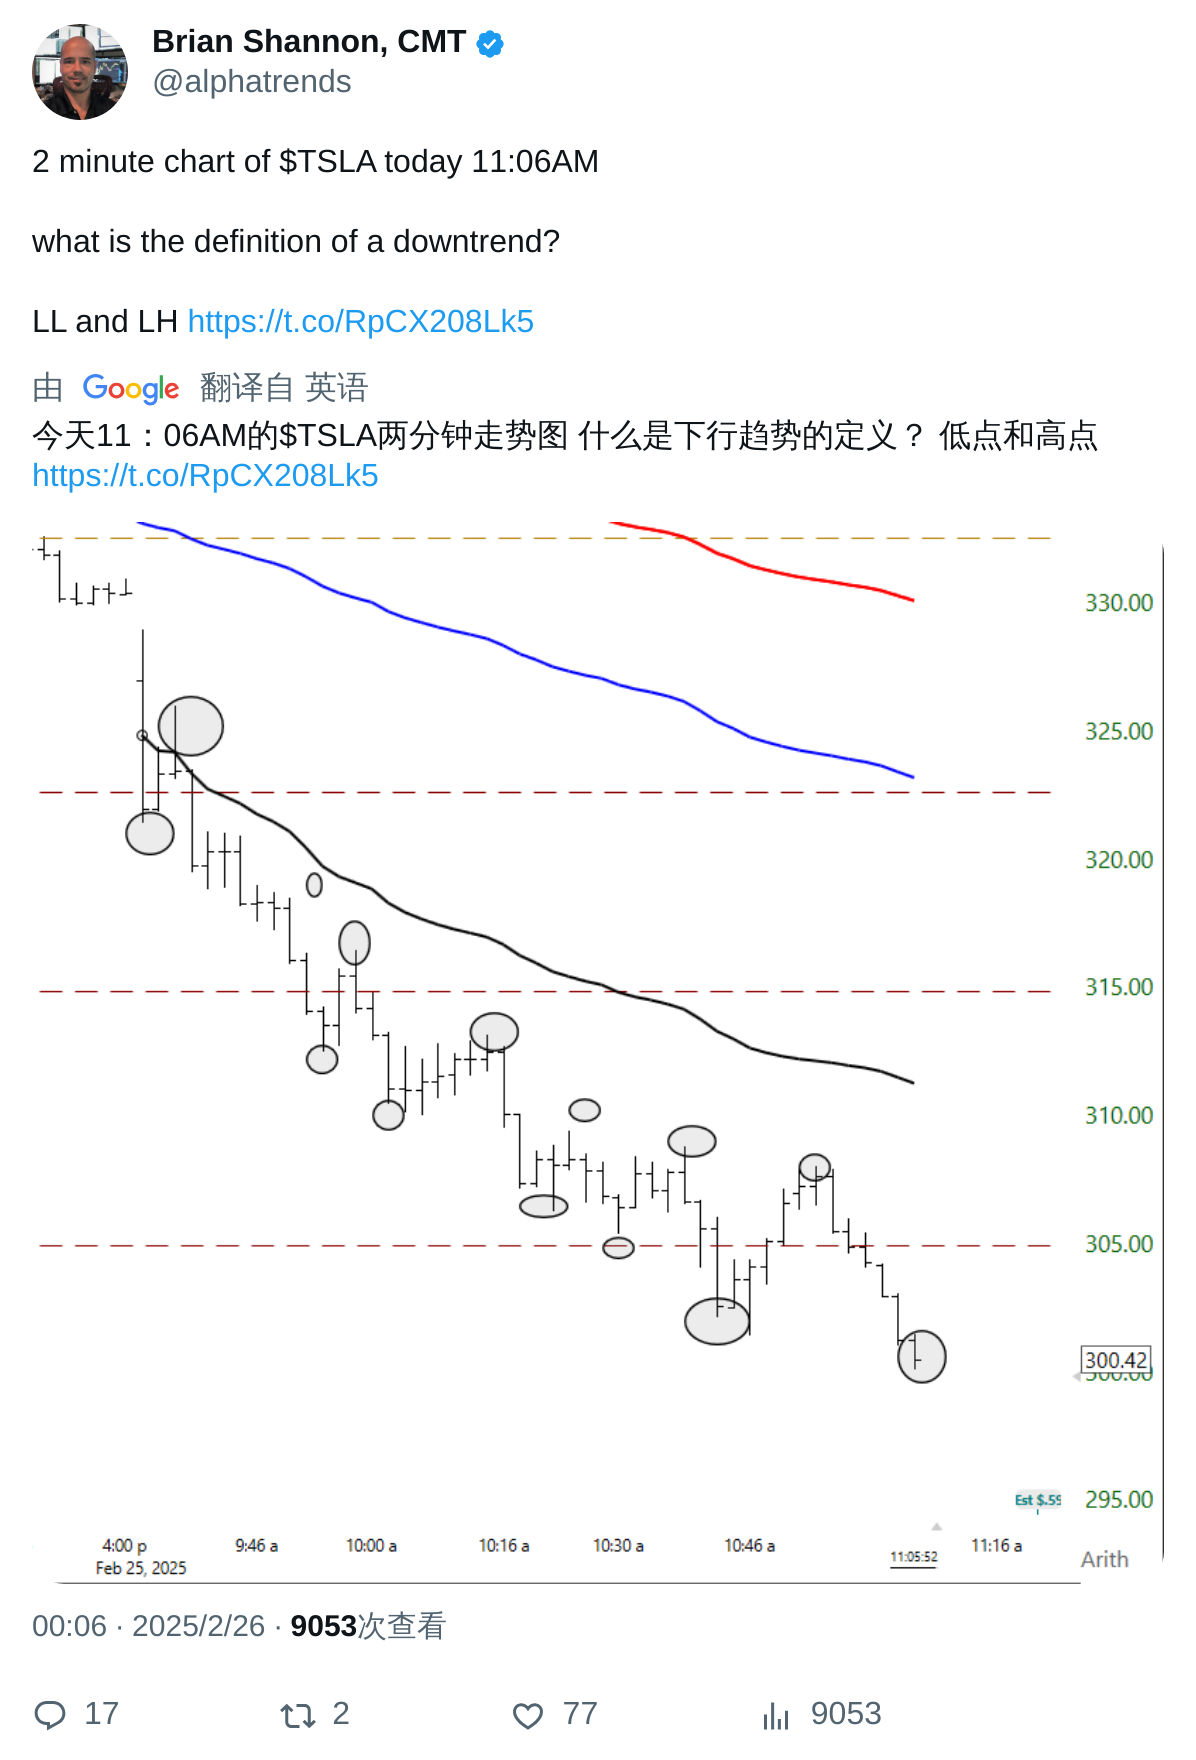 Brian Shannon, CMT
@alphatrends
2 minute chart of $TSLA today 11:06AM
what is the definition of a downtrend?
LL and LH https://t.co/RpCX208Lk5
由 Google 翻译自 英语
今天11：06AM的$TSLA两分钟走势图 什么是下行趋势的定义？ 低点和高点
https://t.co/RpCX208Lk5
330.00
325.00
320.00
315.00
310.00
305.00
300.42
300.00
Est $.59
295.00
4:00 p 9:46 a 10:00 a 10:16 a 10:30 a 10:46 a 11:05:52 11:16 a
Feb 25, 2025
Arith
00:06 · 2025/2/26 · 9053次查看
17 2 77 9053